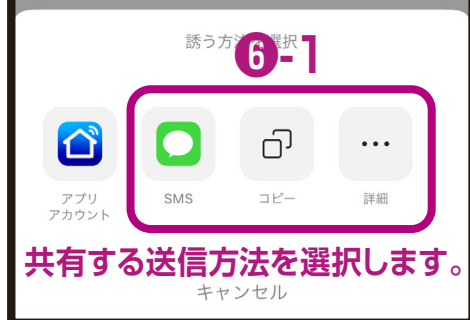 誘う方法を選択
❻-1
アプリ
アカウント
SMS
コピー
詳細
共有する送信方法を選択します。
キャンセル